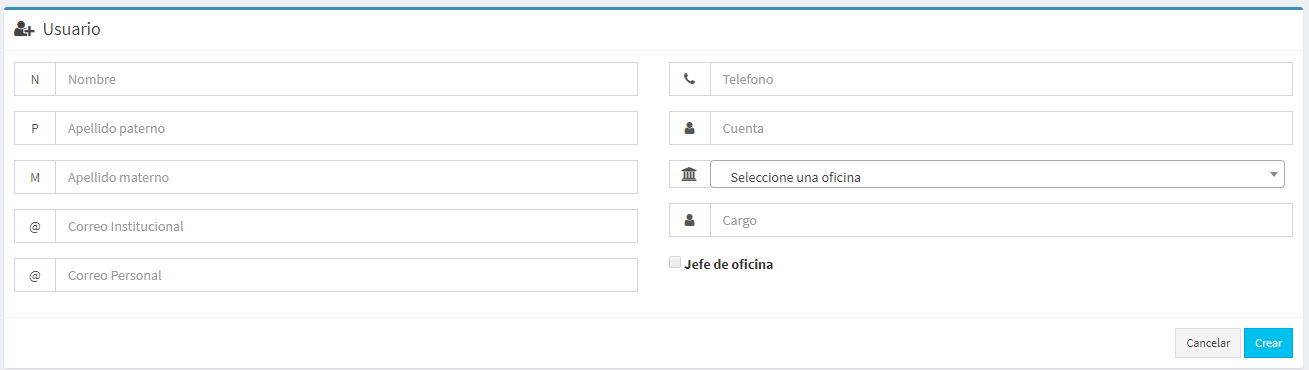 Usuario
N Nombre
P Apellido paterno
M Apellido materno
@ Correo Institucional
@ Correo Personal
Telefono
Cuenta
Seleccione una oficina
Cargo
Jefe de oficina
Cancelar Crear